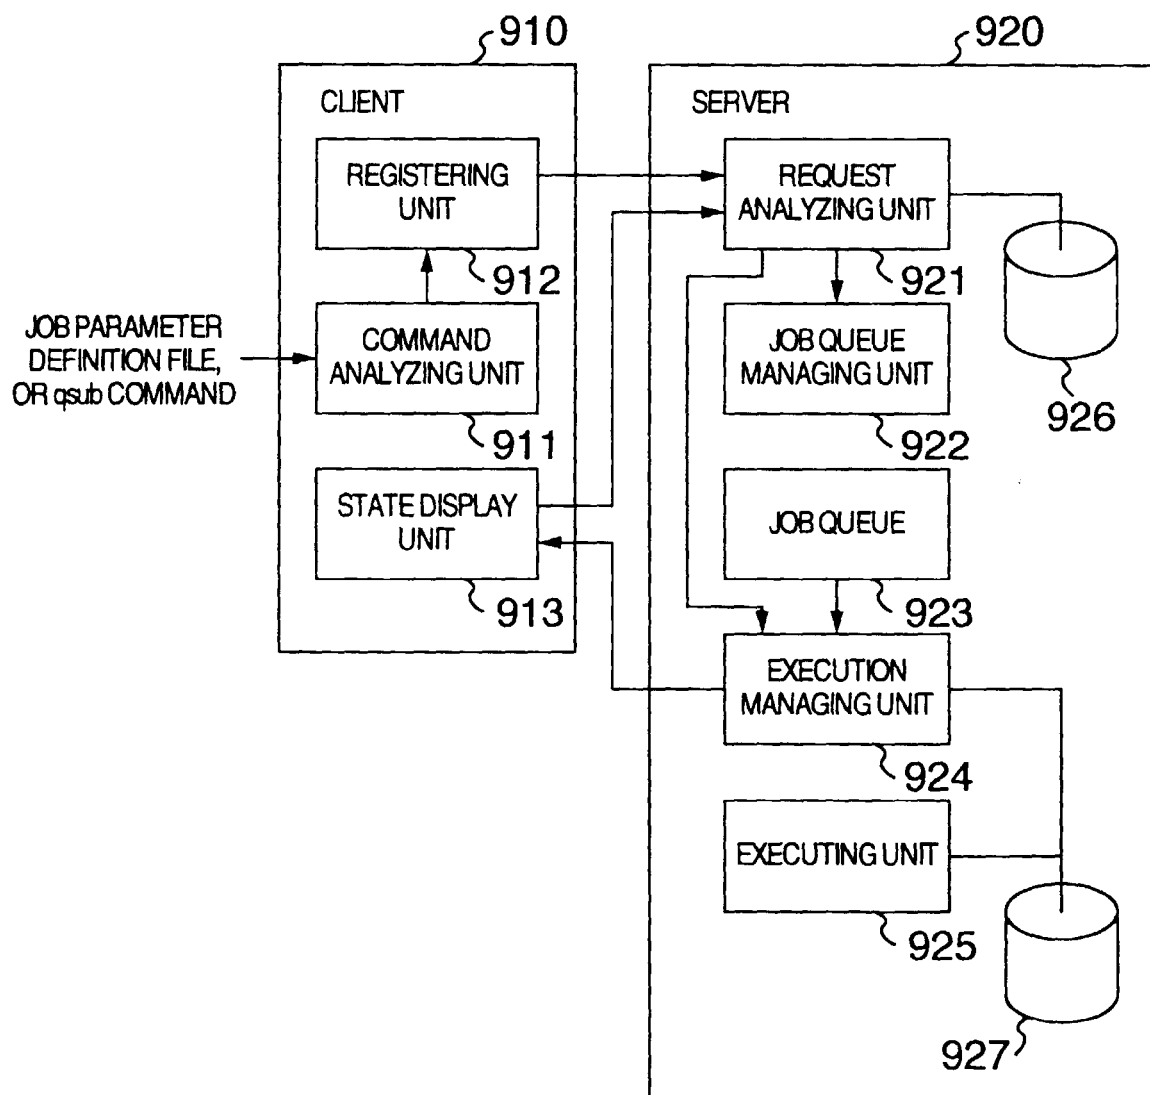 910
920
CLIENT
SERVER
REGISTERING
UNIT
REQUEST
ANALYZING UNIT
912
921
JOB PARAMETER
DEFINITION FILE,
OR qsub COMMAND
COMMAND
ANALYZING UNIT
JOB QUEUE
MANAGING UNIT
926
911
922
STATE DISPLAY
UNIT
JOB QUEUE
913
923
EXECUTION
MANAGING UNIT
924
EXECUTING UNIT
925
927